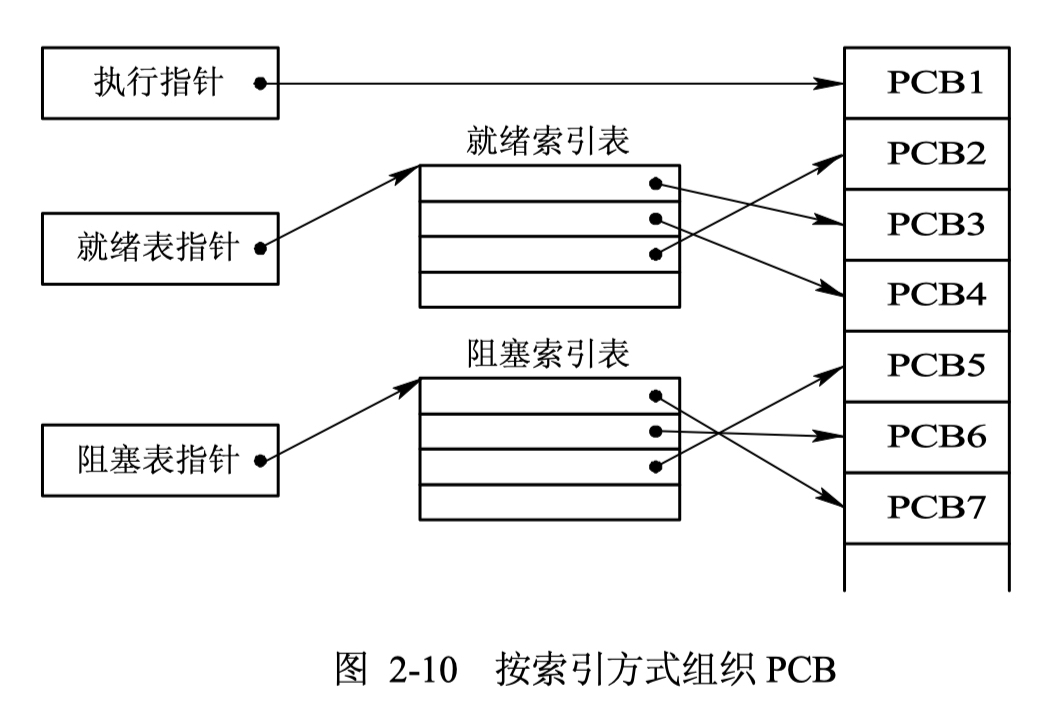 执行指针
PCB1
就绪索引表
PCB2
就绪表指针
PCB3
PCB4
阻塞索引表
PCB5
阻塞表指针
PCB6
PCB7
图 2-10 按索引方式组织 PCB